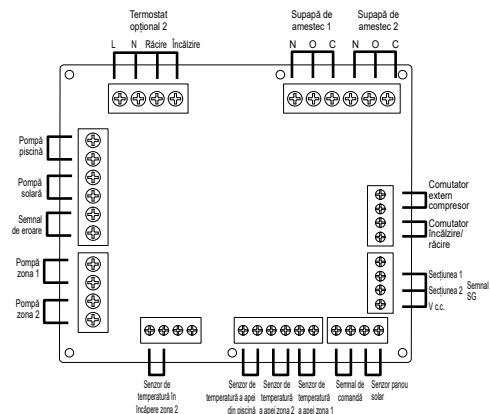 Termostat
opțional 2
L N Răcire Încălzire
Supapă de
amestec 1
N O C
Supapă de
amestec 2
N O C
Pompă
piscină
Pompă
solară
Semnal
de eroare
Pompă
zona 1
Pompă
zona 2
Comutator
extern
compresor
Comutator
încălzire/
răcire
Secțiunea 1
Secțiunea 2
V c.c.
Semnal
SG
Senzor de
temperatură în
încăpere zona 2
Senzor de
temperatură a apei
din piscină
Senzor de
temperatură
a apei zona 2
Senzor de
temperatură
a apei zona 1
Semnal de
comandă
Senzor panou
solar